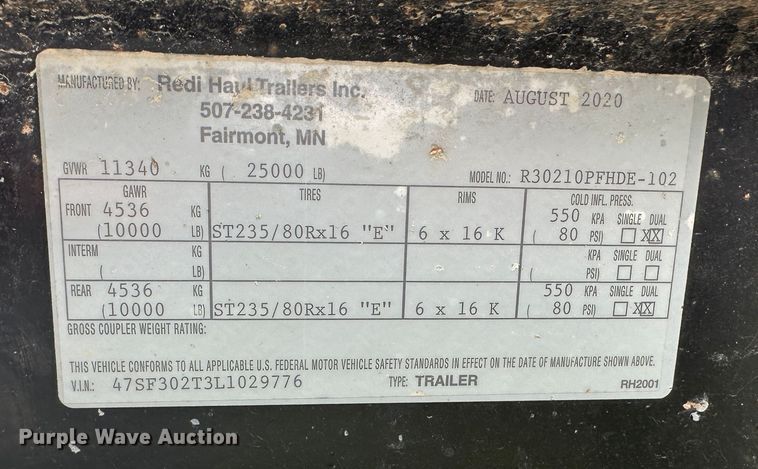 MANUFACTURED BY: Redi Haul Trailers Inc. DATE: AUGUST 2020
507-238-4231
Fairmont, MN
GVWR 11340 KG ( 25000 LB) MODEL NO.: R30210PFHDE-102
GAWR TIRES RIMS COLD INFL. PRESS.
FRONT 4536 KG 550 KPA SINGLE DUAL
(10000 LB) ST235/80Rx16 "E" 6 x 16 K ( 80 PSI) ☐ XX
INTERM KG KPA SINGLE DUAL
( LB) ( PSI) ☐ ☐
REAR 4536 KG 550 KPA SINGLE DUAL
(10000 LB) ST235/80Rx16 "E" 6 x 16 K ( 80 PSI) ☐ XX
GROSS COUPLER WEIGHT RATING:
THIS VEHICLE CONFORMS TO ALL APPLICABLE U.S. FEDERAL MOTOR VEHICLE SAFETY STANDARDS IN EFFECT ON THE DATE OF MANUFACTURE SHOWN ABOVE.
V.I.N.: 47SF302T3L1029776 TYPE: TRAILER RH2001
Purple Wave Auction